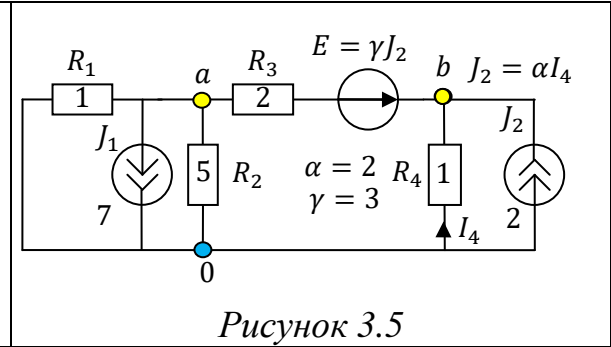 E = γJ₂
R₁ a R₃ b J₂ = αI₄
1 2
J₁ J₂
5 R₂ α = 2 R₄ 1
γ = 3
7 2
I₄
0
Рисунок 3.5